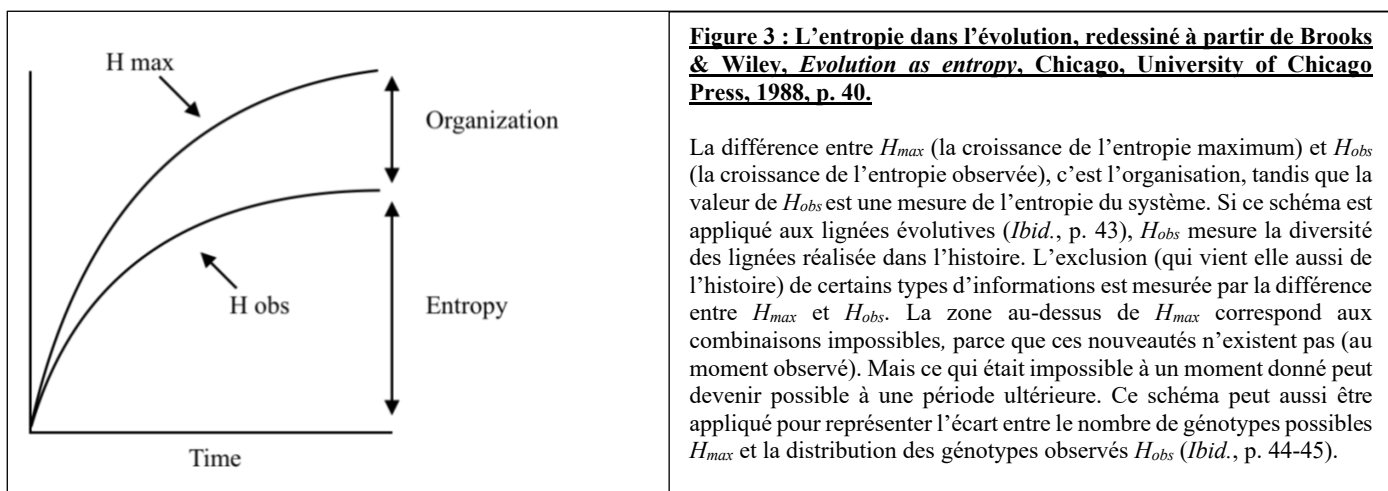 H max
Organization
H obs
Entropy
Time
Figure 3 : L’entropie dans l’évolution, redessiné à partir de Brooks
& Wiley, Evolution as entropy, Chicago, University of Chicago
Press, 1988, p. 40.
La différence entre Hmax (la croissance de l’entropie maximum) et Hobs
(la croissance de l’entropie observée), c’est l’organisation, tandis que la
valeur de Hobs est une mesure de l’entropie du système. Si ce schéma est
appliqué aux lignées évolutives (Ibid., p. 43), Hobs mesure la diversité
des lignées réalisée dans l’histoire. L’exclusion (qui vient elle aussi de
l’histoire) de certains types d’informations est mesurée par la différence
entre Hmax et Hobs. La zone au-dessus de Hmax correspond aux
combinaisons impossibles, parce que ces nouveautés n’existent pas (au
moment observé). Mais ce qui était impossible à un moment donné peut
devenir possible à une période ultérieure. Ce schéma peut aussi être
appliqué pour représenter l’écart entre le nombre de génotypes possibles
Hmax et la distribution des génotypes observés Hobs (Ibid., p. 44-45).